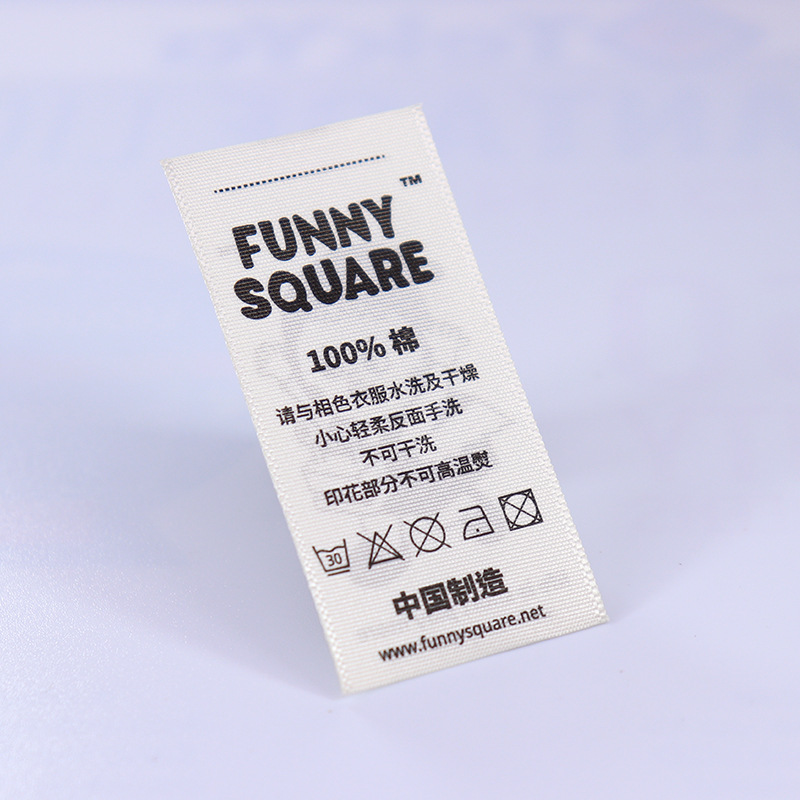 TM
FUNNY
SQUARE
100% 棉
请与相色衣服水洗及干燥
小心轻柔反面手洗
不可干洗
印花部分不可高温熨
30
中国制造
www.funnysquare.net